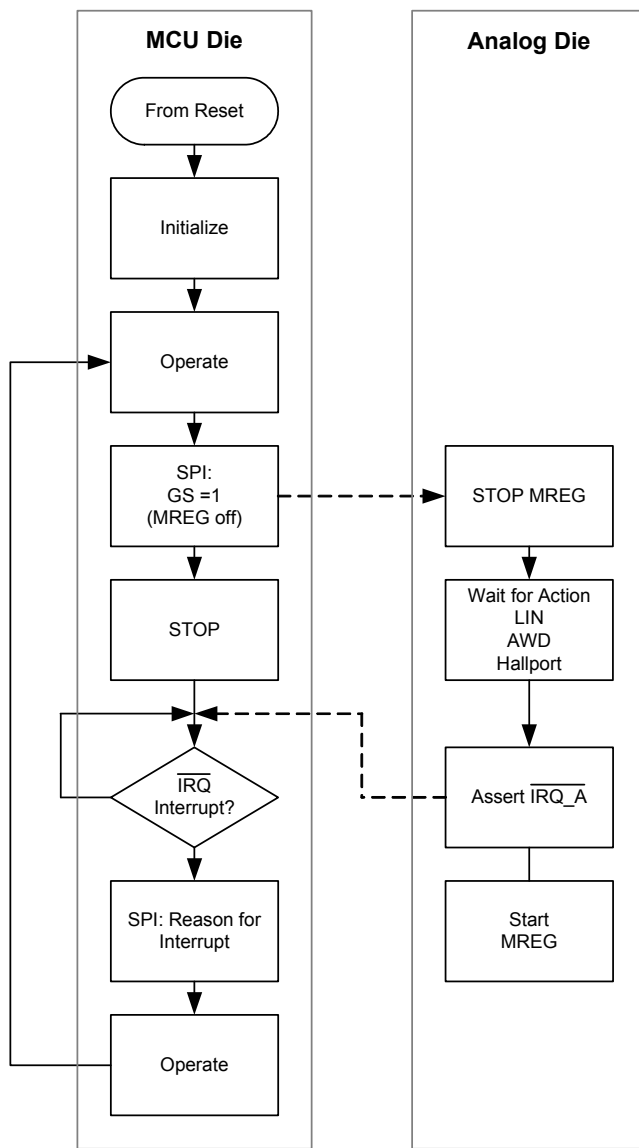 MCU Die
From Reset
Initialize
Operate
SPI:
GS =1
(MREG off)
STOP
IRQ
Interrupt?
SPI: Reason for
Interrupt
Operate
Analog Die
STOP MREG
Wait for Action
LIN
AWD
Hallport
Assert IRQ_A
Start
MREG